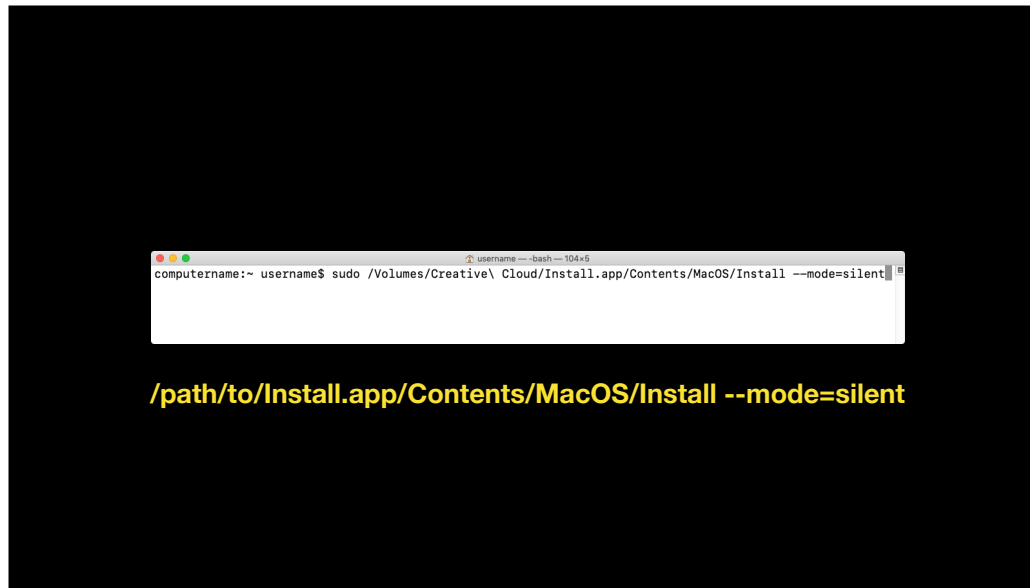 username — -bash — 104×5
computername:~ username$ sudo /Volumes/Creative\ Cloud/Install.app/Contents/MacOS/Install --mode=silent
/path/to/Install.app/Contents/MacOS/Install --mode=silent